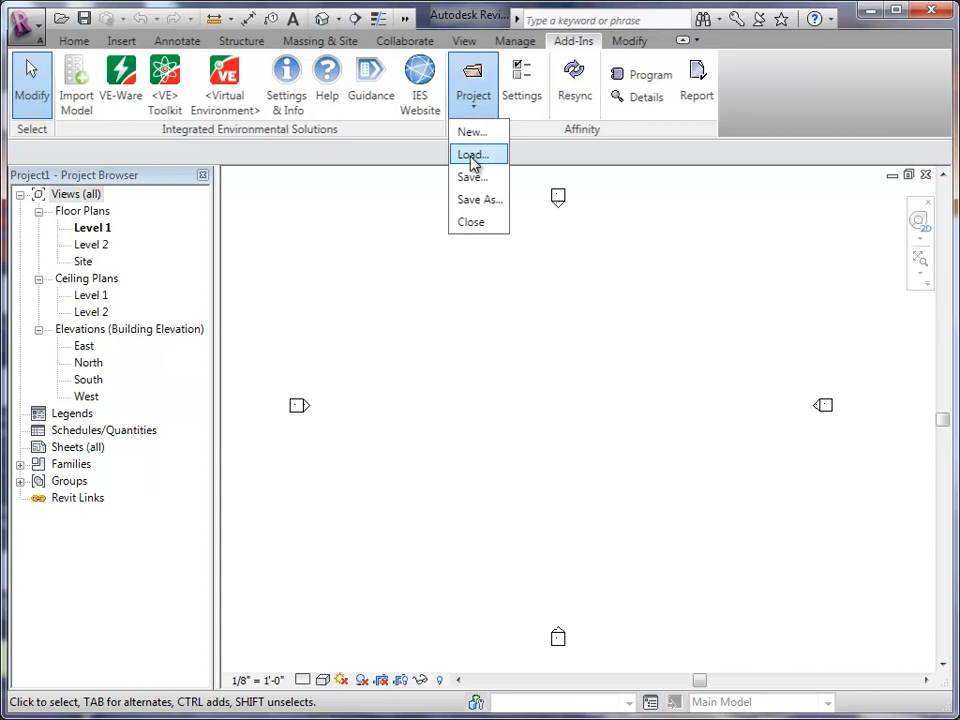 Autodesk Revi...
Type a keyword or phrase
Home Insert Annotate Structure Massing & Site Collaborate View Manage Add-Ins Modify
Modify
Import Model
VE-Ware
<VE> Toolkit
<Virtual Environment>
Settings & Info
Help
Guidance
IES Website
Project
Settings
Resync
Program
Details
Report
Select
Integrated Environmental Solutions
Affinity
New...
Load...
Save...
Save As...
Close
Project1 - Project Browser
Views (all)
Floor Plans
Level 1
Level 2
Site
Ceiling Plans
Level 1
Level 2
Elevations (Building Elevation)
East
North
South
West
Legends
Schedules/Quantities
Sheets (all)
Families
Groups
Revit Links
2D
1/8" = 1'-0"
Click to select, TAB for alternates, CTRL adds, SHIFT unselects.
Main Model